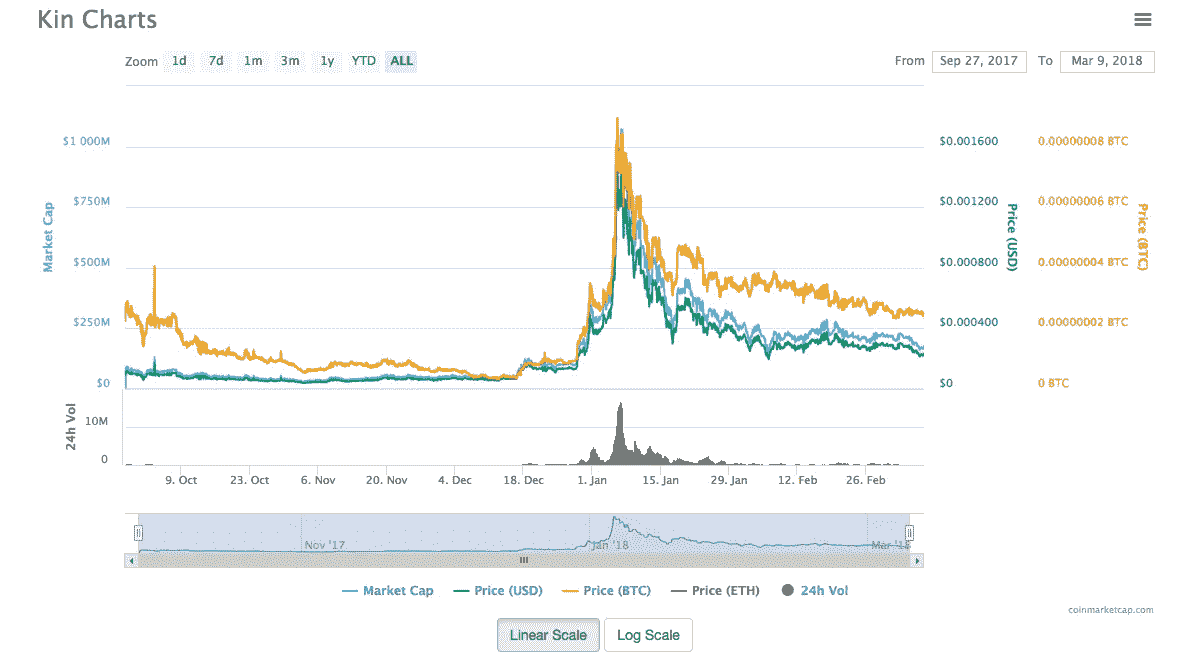 Kin Charts
Zoom 1d 7d 1m 3m 1y YTD ALL From Sep 27, 2017 To Mar 9, 2018
$1 000M $0.001600 0.00000008 BTC
$750M $0.001200 0.00000006 BTC
$500M $0.000800 0.00000004 BTC
$250M $0.000400 0.00000002 BTC
$0 $0 0 BTC
Market Cap
Price (USD)
Price (BTC)
24h Vol
10M
0
9. Oct 23. Oct 6. Nov 20. Nov 4. Dec 18. Dec 1. Jan 15. Jan 29. Jan 12. Feb 26. Feb
Nov '17 Jan '18 Mar '18
Market Cap Price (USD) Price (BTC) Price (ETH) 24h Vol
coinmarketcap.com
Linear Scale Log Scale